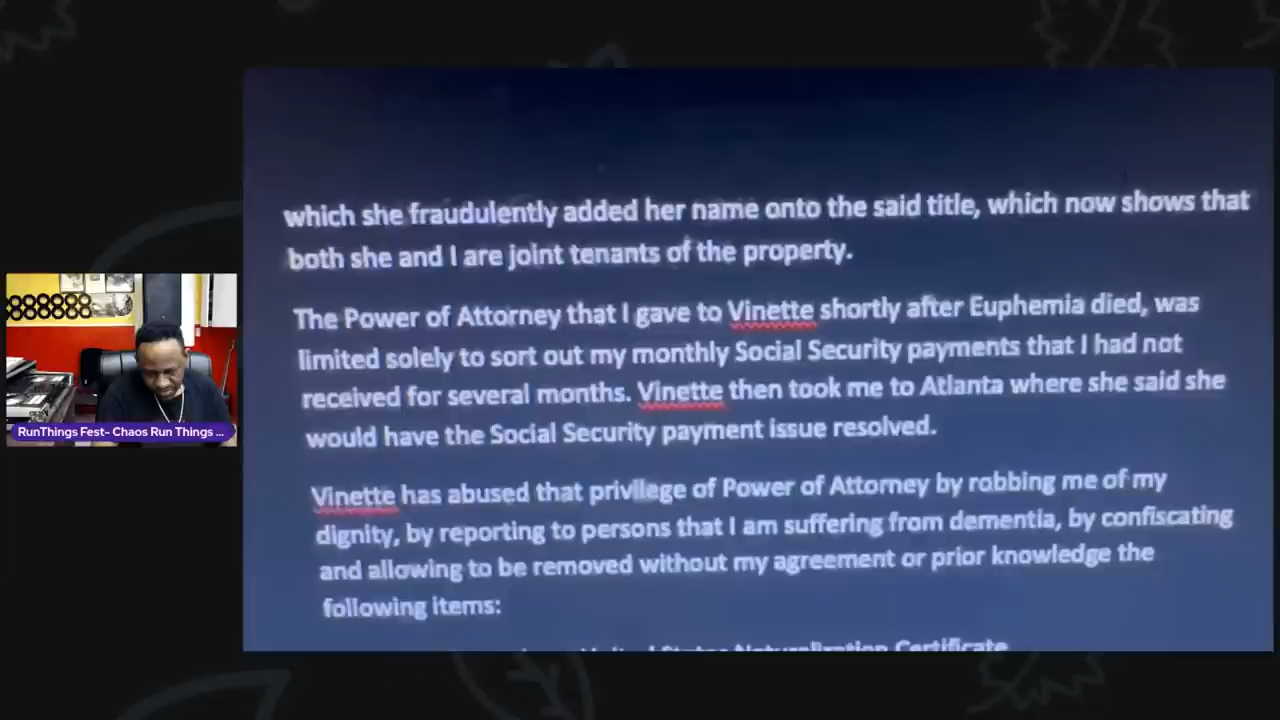 which she fraudulently added her name onto the said title, which now shows that
both she and I are joint tenants of the property.
The Power of Attorney that I gave to Vinette shortly after Euphemia died, was
limited solely to sort out my monthly Social Security payments that I had not
received for several months. Vinette then took me to Atlanta where she said she
would have the Social Security payment issue resolved.
Vinette has abused that privilege of Power of Attorney by robbing me of my
dignity, by reporting to persons that I am suffering from dementia, by confiscating
and allowing to be removed without my agreement or prior knowledge the
following items:
United States Naturalization Certificate
RunThings Fest- Chaos Run Things ...